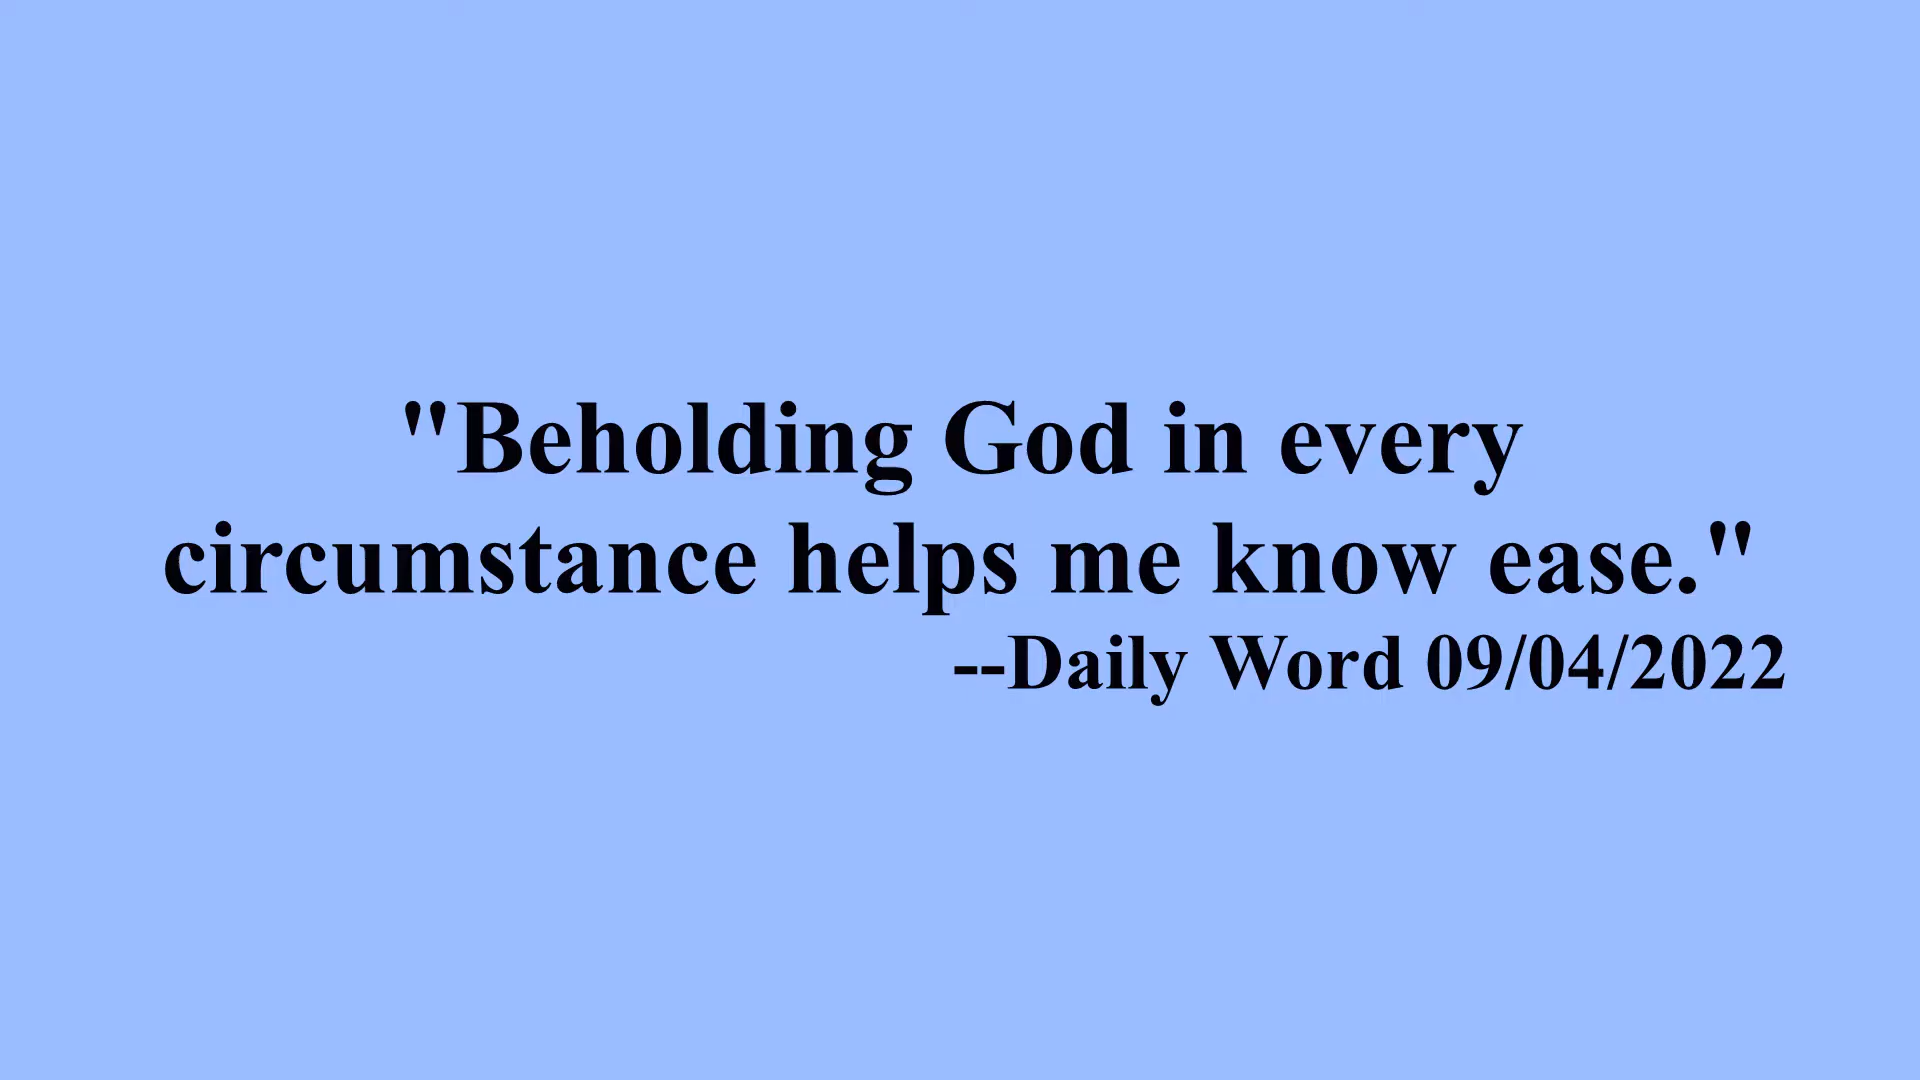 "Beholding God in every
circumstance helps me know ease."
--Daily Word 09/04/2022